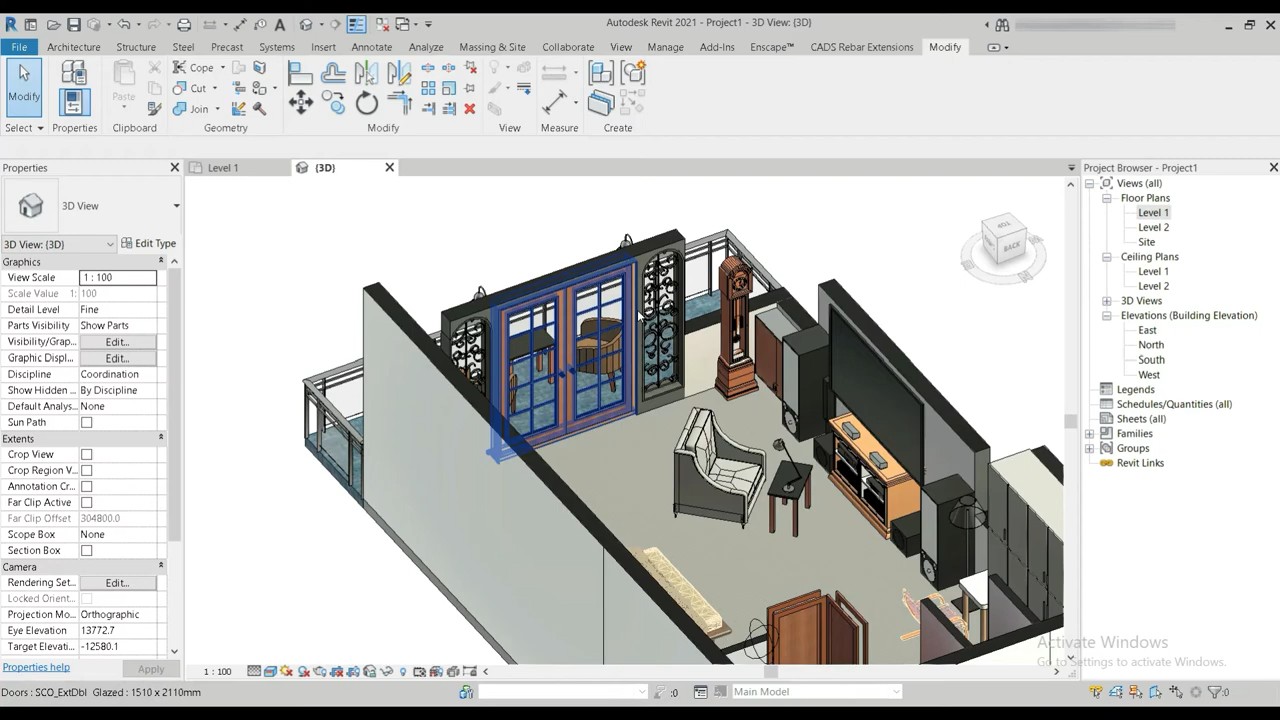 Autodesk Revit 2021 - Project1 - 3D View: {3D}
File Architecture Structure Steel Precast Systems Insert Annotate Analyze Massing & Site Collaborate View Manage Add-Ins Enscape™ CADS Rebar Extensions Modify
Modify
Paste
Cope
Cut
Join
Select Properties Clipboard Geometry Modify View Measure Create
Properties
3D View
3D View: {3D}
Edit Type
Graphics
View Scale 1 : 100
Scale Value 1: 100
Detail Level Fine
Parts Visibility Show Parts
Visibility/Grap... Edit...
Graphic Displ... Edit...
Discipline Coordination
Show Hidden ... By Discipline
Default Analys... None
Sun Path
Extents
Crop View
Crop Region V...
Annotation Cr...
Far Clip Active
Far Clip Offset 304800.0
Scope Box None
Section Box
Camera
Rendering Set... Edit...
Locked Orient...
Projection Mo... Orthographic
Eye Elevation 13772.7
Target Elevati... -12580.1
Properties help
Apply
Level 1
{3D}
TOP
BACK
Project Browser - Project1
Views (all)
Floor Plans
Level 1
Level 2
Site
Ceiling Plans
Level 1
Level 2
3D Views
Elevations (Building Elevation)
East
North
South
West
Legends
Schedules/Quantities (all)
Sheets (all)
Families
Groups
Revit Links
Activate Windows
Go to Settings to activate Windows.
1 : 100
Doors : SCO_ExtDbl Glazed : 1510 x 2110mm
:0
Main Model
:0